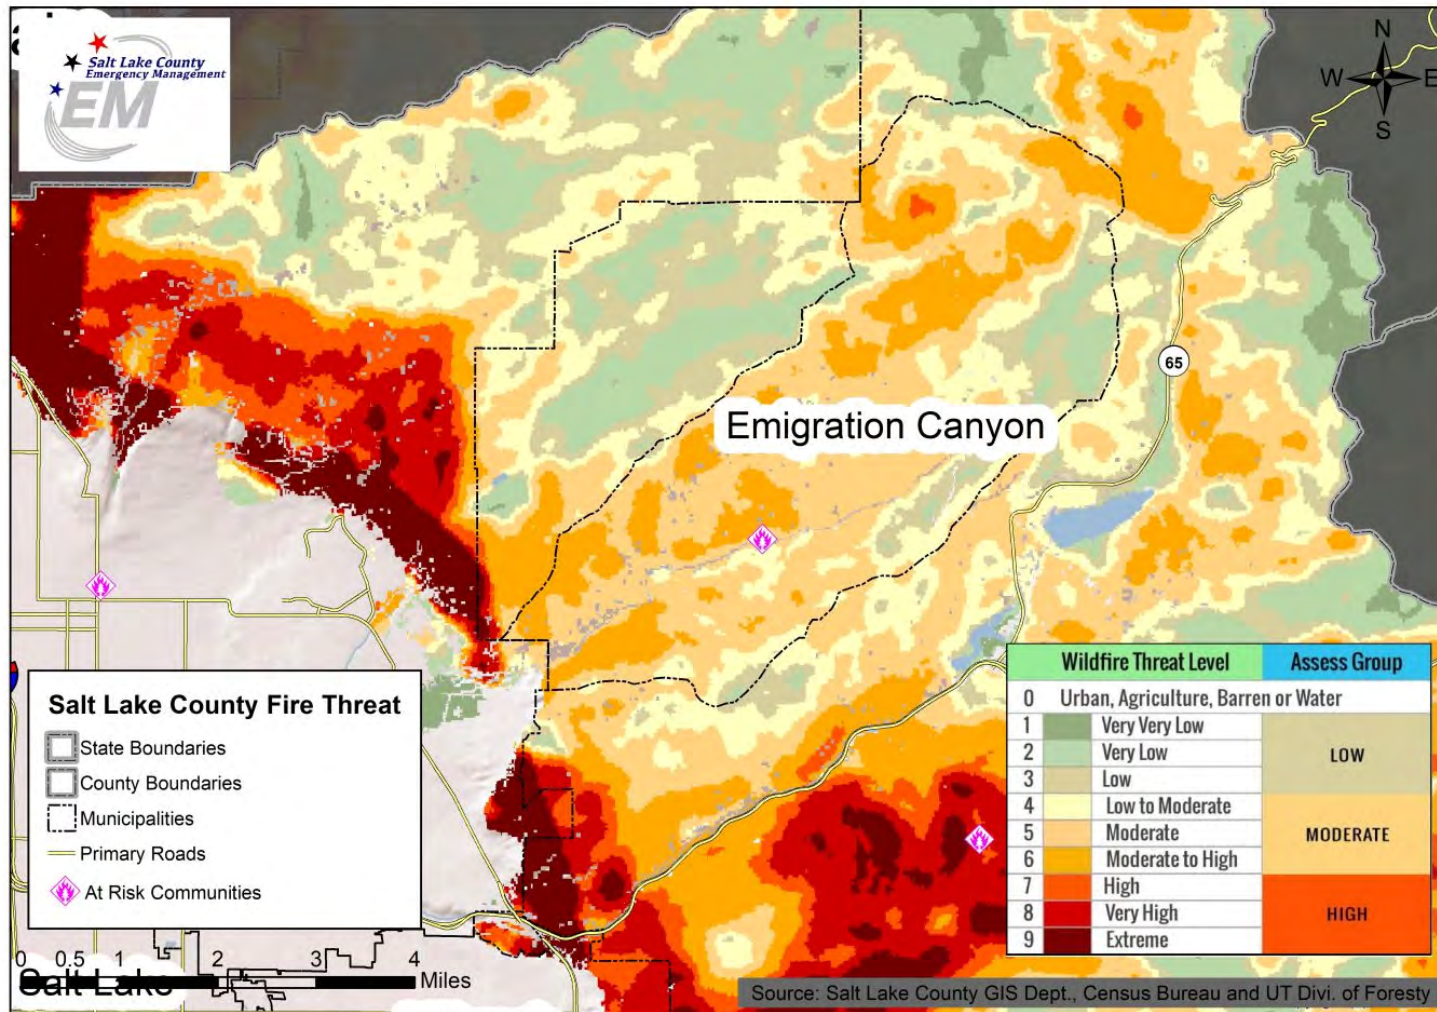 Salt Lake County
Emergency Management
EM
N
W E
S
65
Emigration Canyon
Salt Lake County Fire Threat
State Boundaries
County Boundaries
Municipalities
Primary Roads
At Risk Communities
Wildfire Threat Level Assess Group
0 Urban, Agriculture, Barren or Water
1 Very Very Low
2 Very Low LOW
3 Low
4 Low to Moderate
5 Moderate MODERATE
6 Moderate to High
7 High
8 Very High HIGH
9 Extreme
0 0.5 1 2 3 4
Miles
Salt Lake
Source: Salt Lake County GIS Dept., Census Bureau and UT Divi. of Foresty